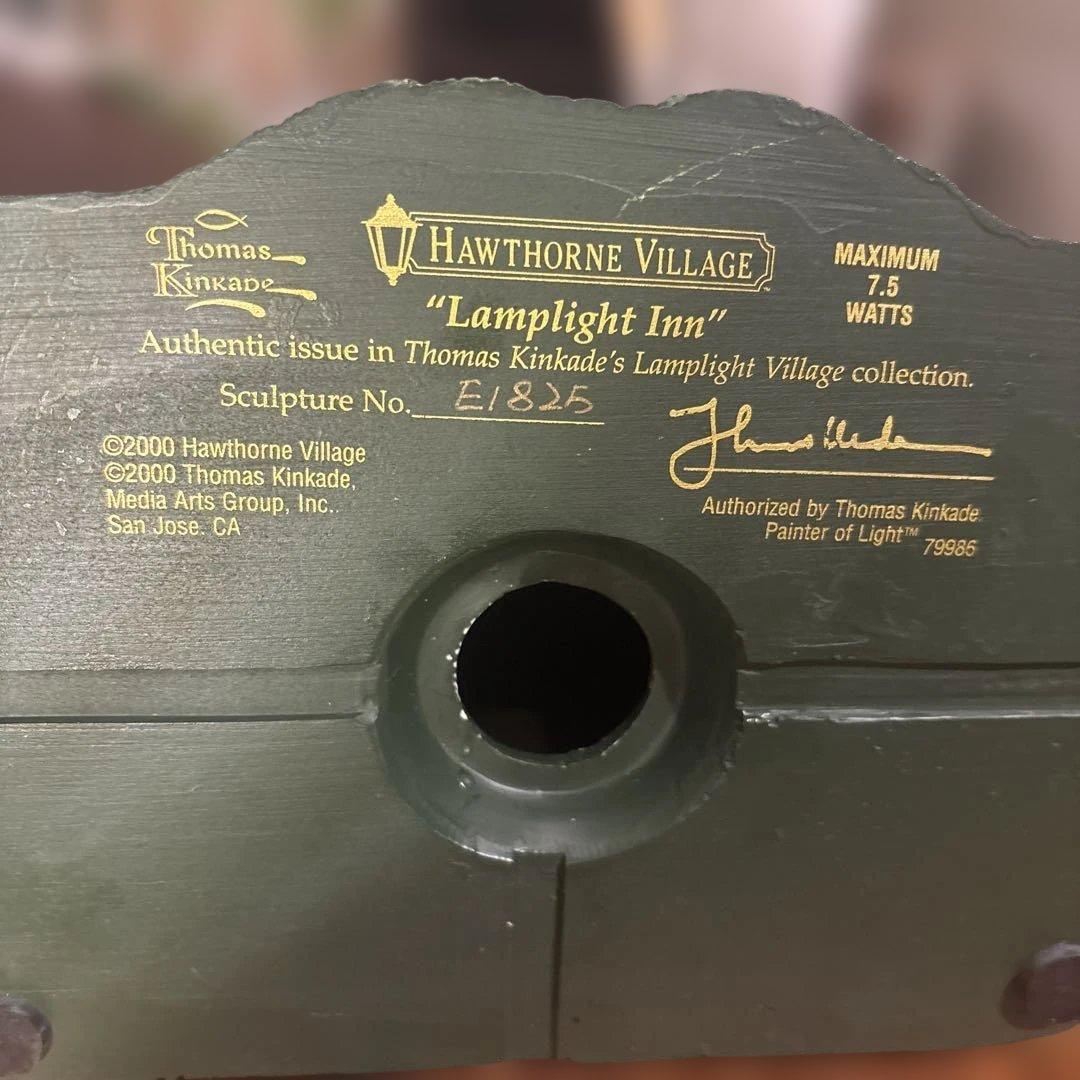 Thomas
Kinkade
HAWTHORNE VILLAGE™
MAXIMUM
7.5
WATTS
"Lamplight Inn"
Authentic issue in Thomas Kinkade's Lamplight Village collection.
Sculpture No. E1825
©2000 Hawthorne Village
©2000 Thomas Kinkade,
Media Arts Group, Inc.
San Jose. CA
Authorized by Thomas Kinkade
Painter of Light™ 79985